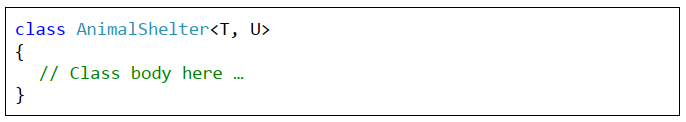 class AnimalShelter<T, U>
{
// Class body here …
}